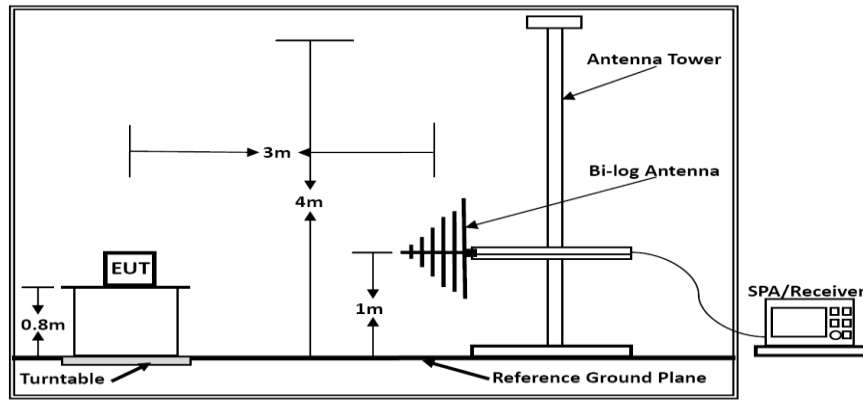 Antenna Tower
3m
Bi-log Antenna
4m
EUT
SPA/Receiver
0.8m
1m
Turntable
Reference Ground Plane